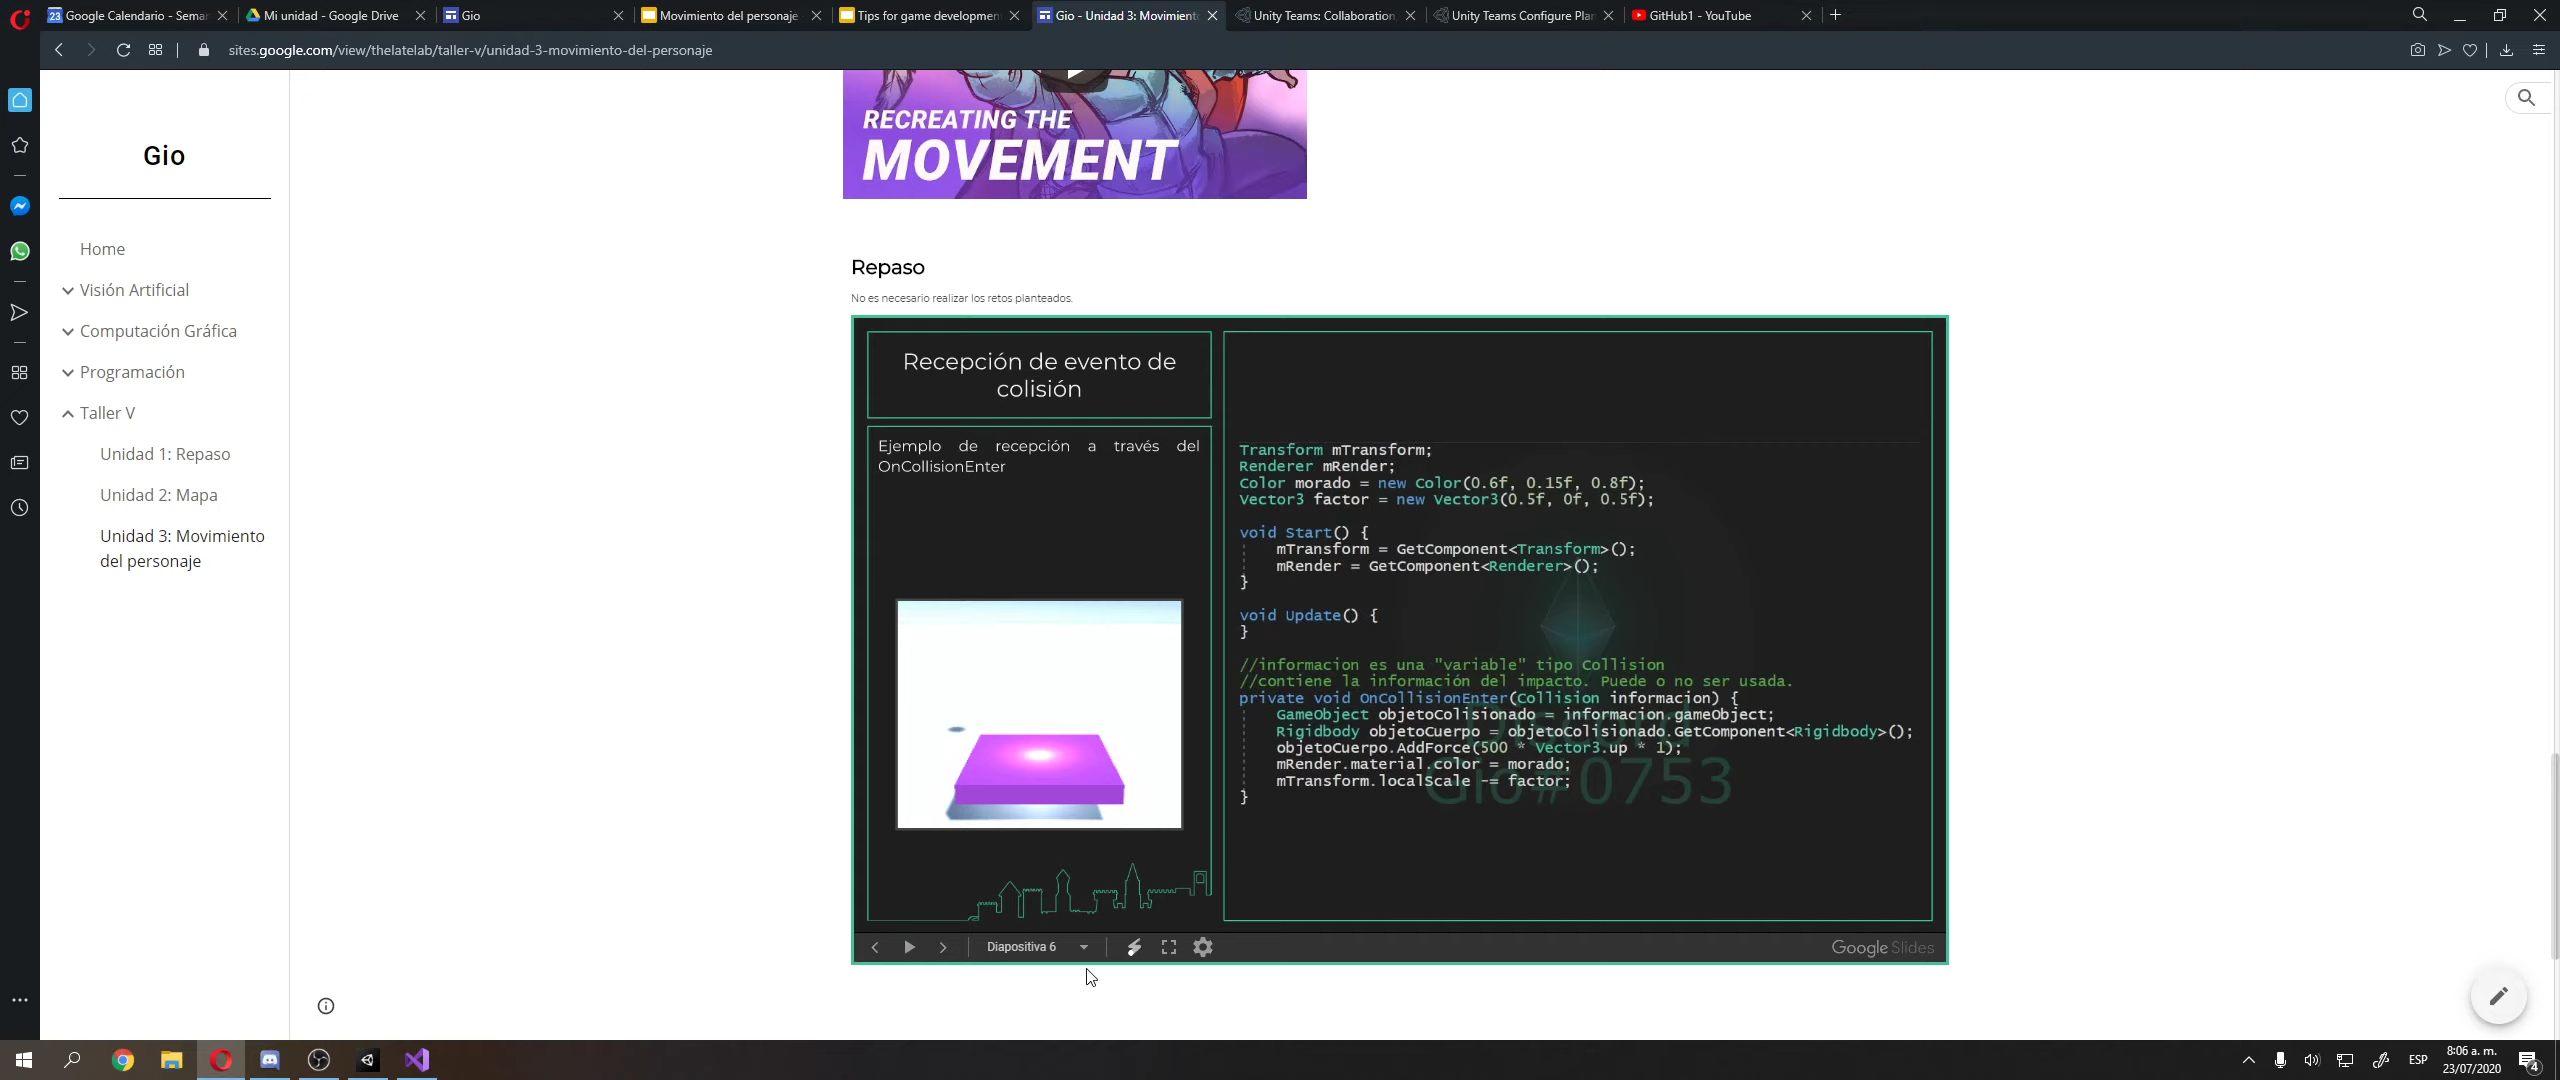 Google Calendario - Semar
Mi unidad - Google Drive
Gio
Movimiento del personaje
Tips for game developmen
Gio - Unidad 3: Movimient
Unity Teams: Collaboration,
Unity Teams Configure Plan
GitHub1 - YouTube
sites.google.com/view/thelatelab/taller-v/unidad-3-movimiento-del-personaje
RECREATING THE
MOVEMENT
Gio
Home
Visión Artificial
Computación Gráfica
Programación
Taller V
Unidad 1: Repaso
Unidad 2: Mapa
Unidad 3: Movimiento
del personaje
Repaso
No es necesario realizar los retos planteados.
Recepción de evento de
colisión
Ejemplo de recepción a través del
OnCollisionEnter
Transform mTransform;
Renderer mRender;
Color morado = new Color(0.6f, 0.15f, 0.8f);
Vector3 factor = new Vector3(0.5f, 0f, 0.5f);
void Start() {
mTransform = GetComponent<Transform>();
mRender = GetComponent<Renderer>();
}
void Update() {
}
//informacion es una "variable" tipo Collision
//contiene la información del impacto. Puede o no ser usada.
private void OnCollisionEnter(Collision informacion) {
GameObject objetoColisionado = informacion.gameObject;
Rigidbody objetoCuerpo = objetoColisionado.GetComponent<Rigidbody>();
objetoCuerpo.AddForce(500 * Vector3.up * 1);
mRender.material.color = morado;
mTransform.localScale -= factor;
}
Discord
Gio#0753
Diapositiva 6
Google Slides
ESP
8:06 a. m.
23/07/2020
4